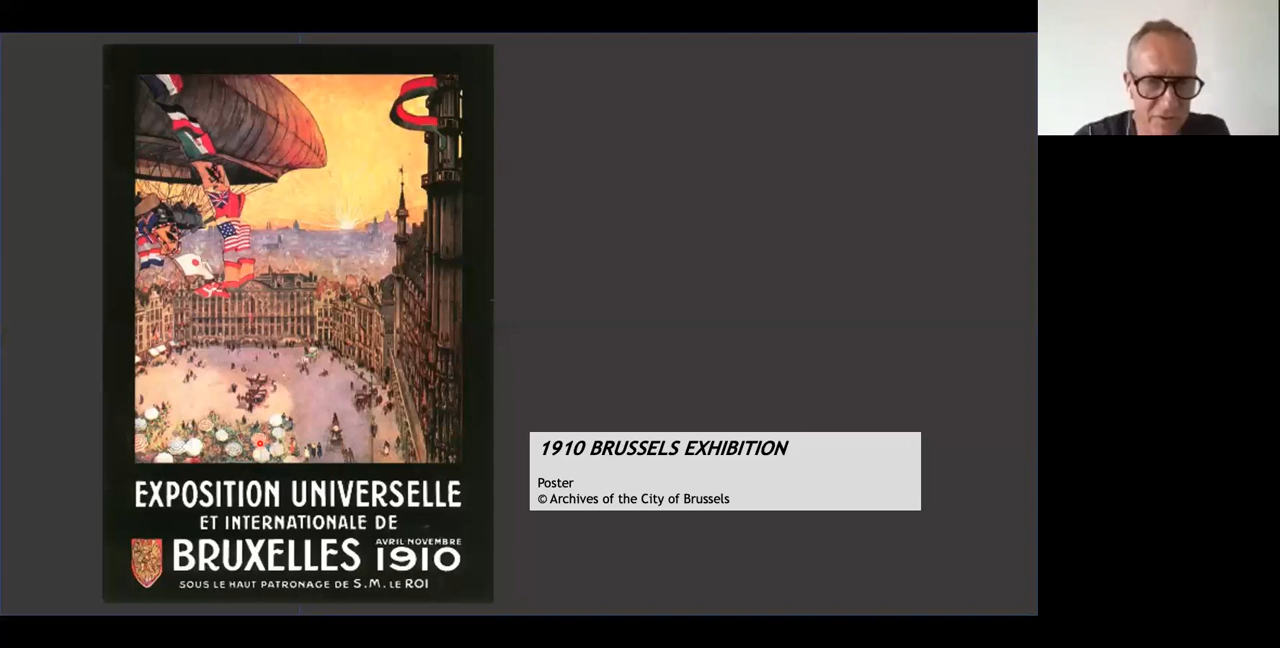 EXPOSITION UNIVERSELLE
ET INTERNATIONALE DE
BRUXELLES AVRIL NOVEMBRE
1910
SOUS LE HAUT PATRONAGE DE S.M. LE ROI
1910 BRUSSELS EXHIBITION
Poster
© Archives of the City of Brussels